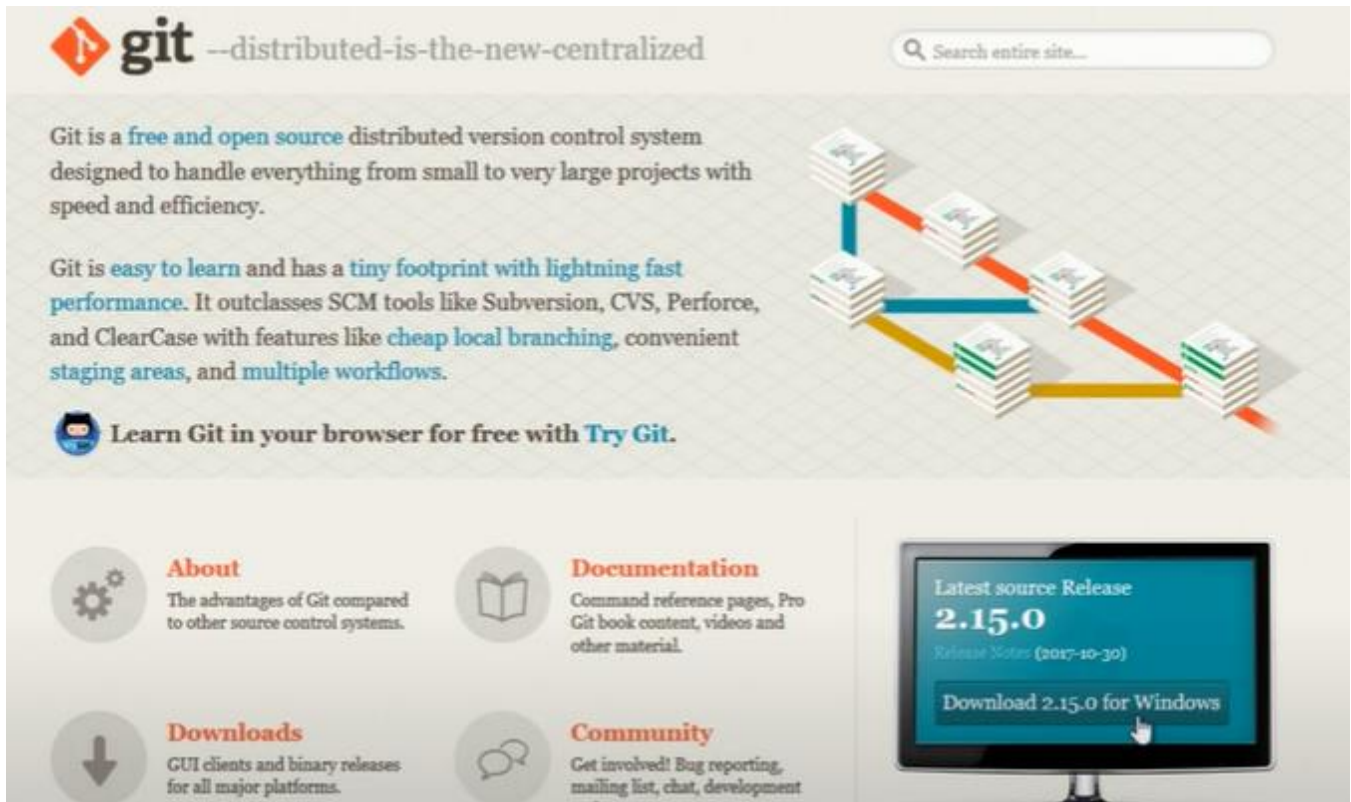 git --distributed-is-the-new-centralized
Search entire site...
Git is a free and open source distributed version control system
designed to handle everything from small to very large projects with
speed and efficiency.
Git is easy to learn and has a tiny footprint with lightning fast
performance. It outclasses SCM tools like Subversion, CVS, Perforce,
and ClearCase with features like cheap local branching, convenient
staging areas, and multiple workflows.
Learn Git in your browser for free with Try Git.
About
The advantages of Git compared
to other source control systems.
Documentation
Command reference pages, Pro
Git book content, videos and
other material.
Latest source Release
2.15.0
Release Notes (2017-10-30)
Download 2.15.0 for Windows
Downloads
GUI clients and binary releases
for all major platforms.
Community
Get involved! Bug reporting,
mailing list, chat, development